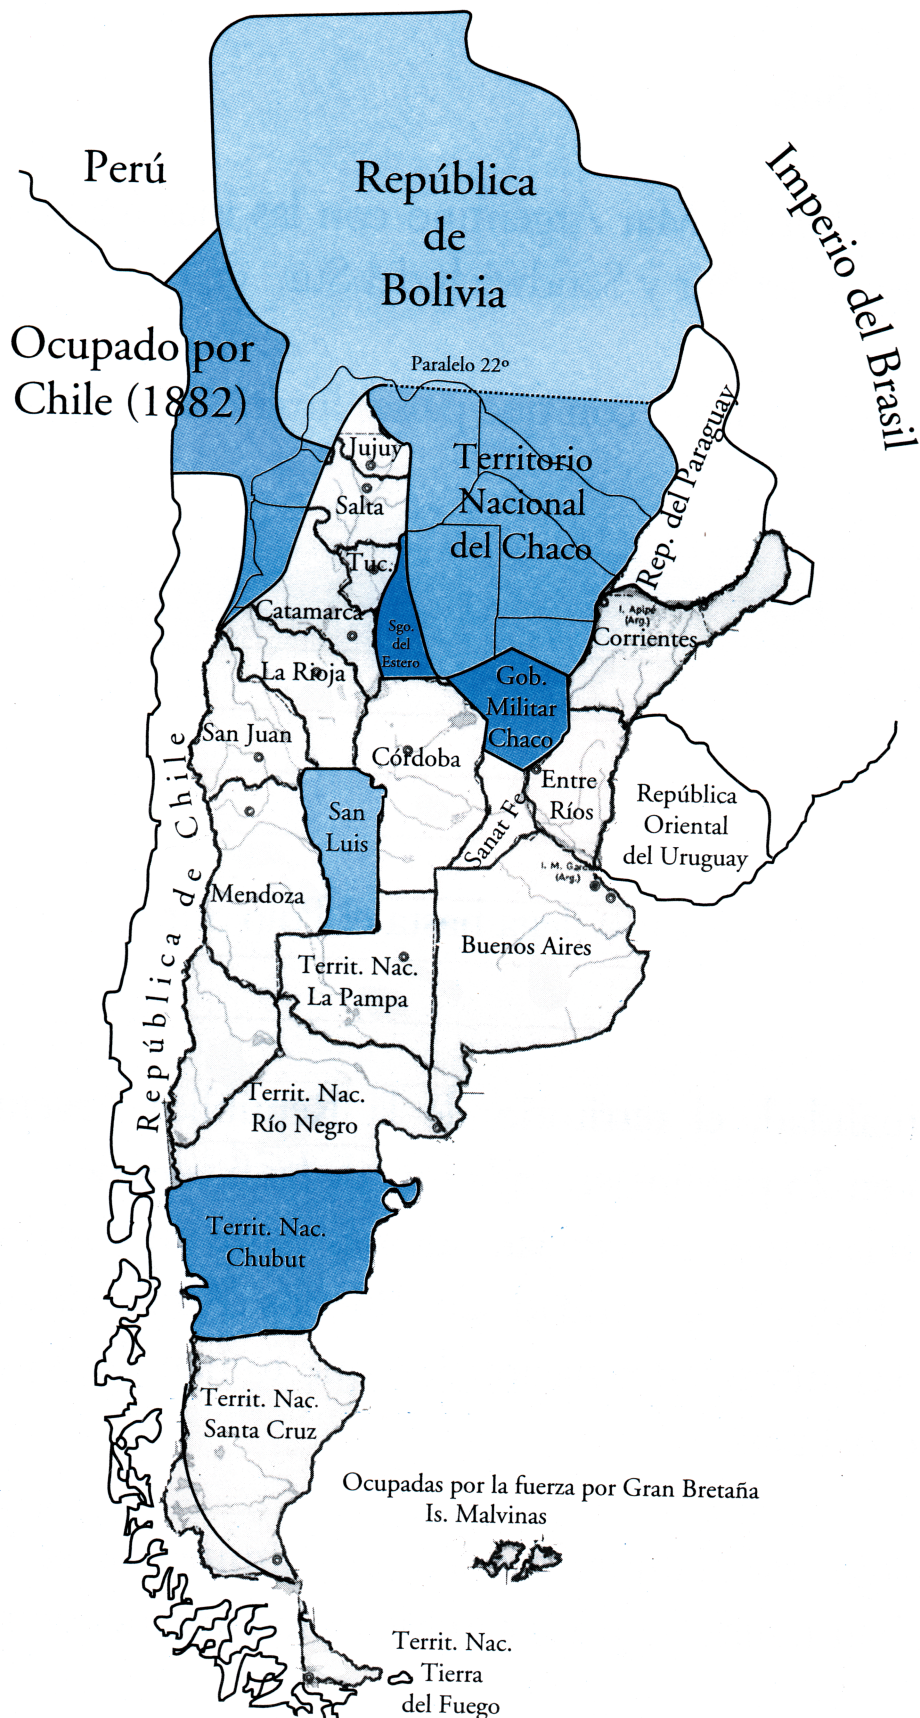 Perú
República
de
Bolivia
Imperio del Brasil
Ocupado por
Chile (1882)
Paralelo 22º
Jujuy
Salta
Tuc.
Catamarca
Territorio
Nacional
del Chaco
Rep. del Paraguay
Sgo.
del
Estero
I. Apipé
(Arg.)
Corrientes
La Rioja
Gob.
Militar
Chaco
San Juan
Córdoba
Entre
Ríos
Sanat Fe
San
Luis
República
Oriental
del Uruguay
República de Chile
Mendoza
(Arg.)
Buenos Aires
Territ. Nac.
La Pampa
Territ. Nac.
Río Negro
Territ. Nac.
Chubut
Territ. Nac.
Santa Cruz
Ocupadas por la fuerza por Gran Bretaña
Is. Malvinas
Territ. Nac.
Tierra
del Fuego